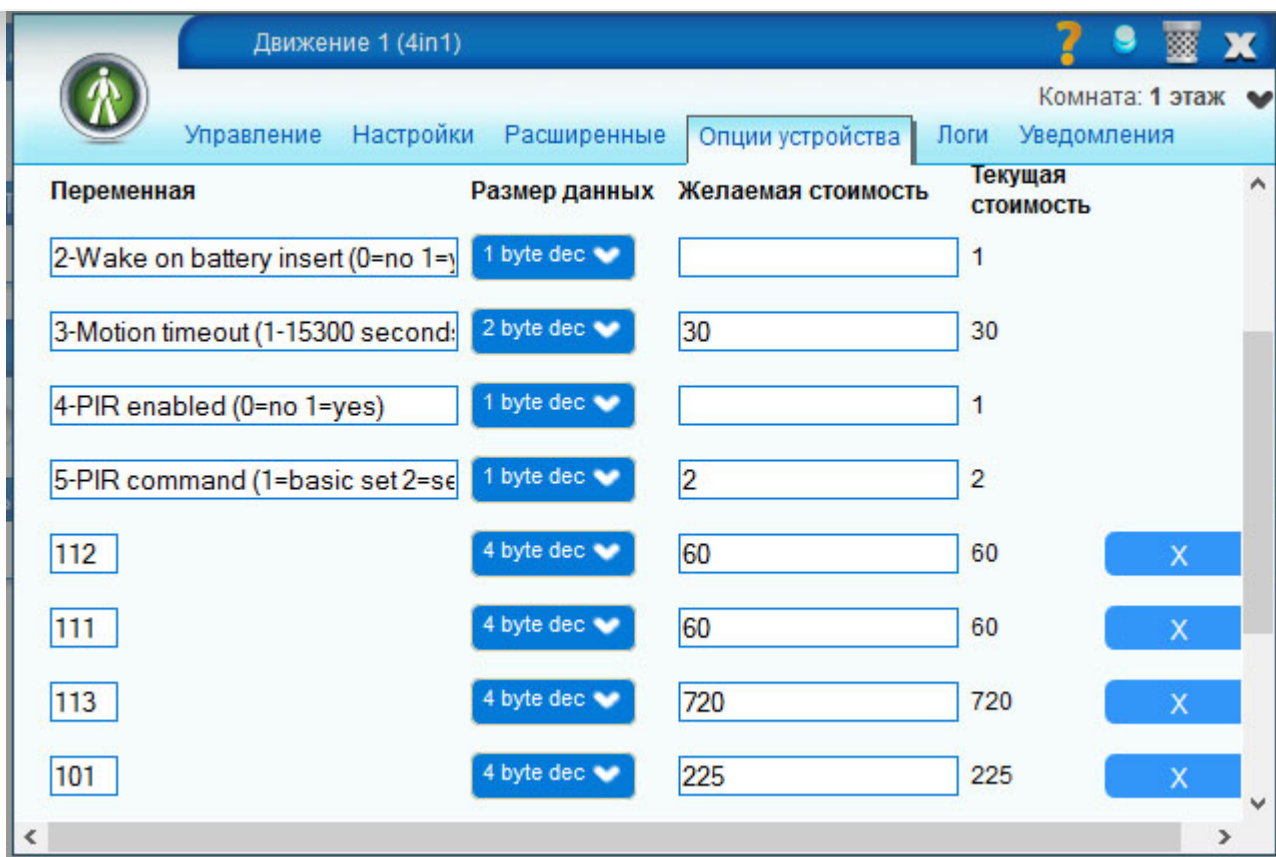 Движение 1 (4in1)
Комната: 1 этаж
Управление Настройки Расширенные Опции устройства Логи Уведомления
Переменная Размер данных Желаемая стоимость Текущая стоимость
2-Wake on battery insert (0=no 1=y 1 byte dec 1
3-Motion timeout (1-15300 second: 2 byte dec 30 30
4-PIR enabled (0=no 1=yes) 1 byte dec 1
5-PIR command (1=basic set 2=se 1 byte dec 2 2
112 4 byte dec 60 60 X
111 4 byte dec 60 60 X
113 4 byte dec 720 720 X
101 4 byte dec 225 225 X